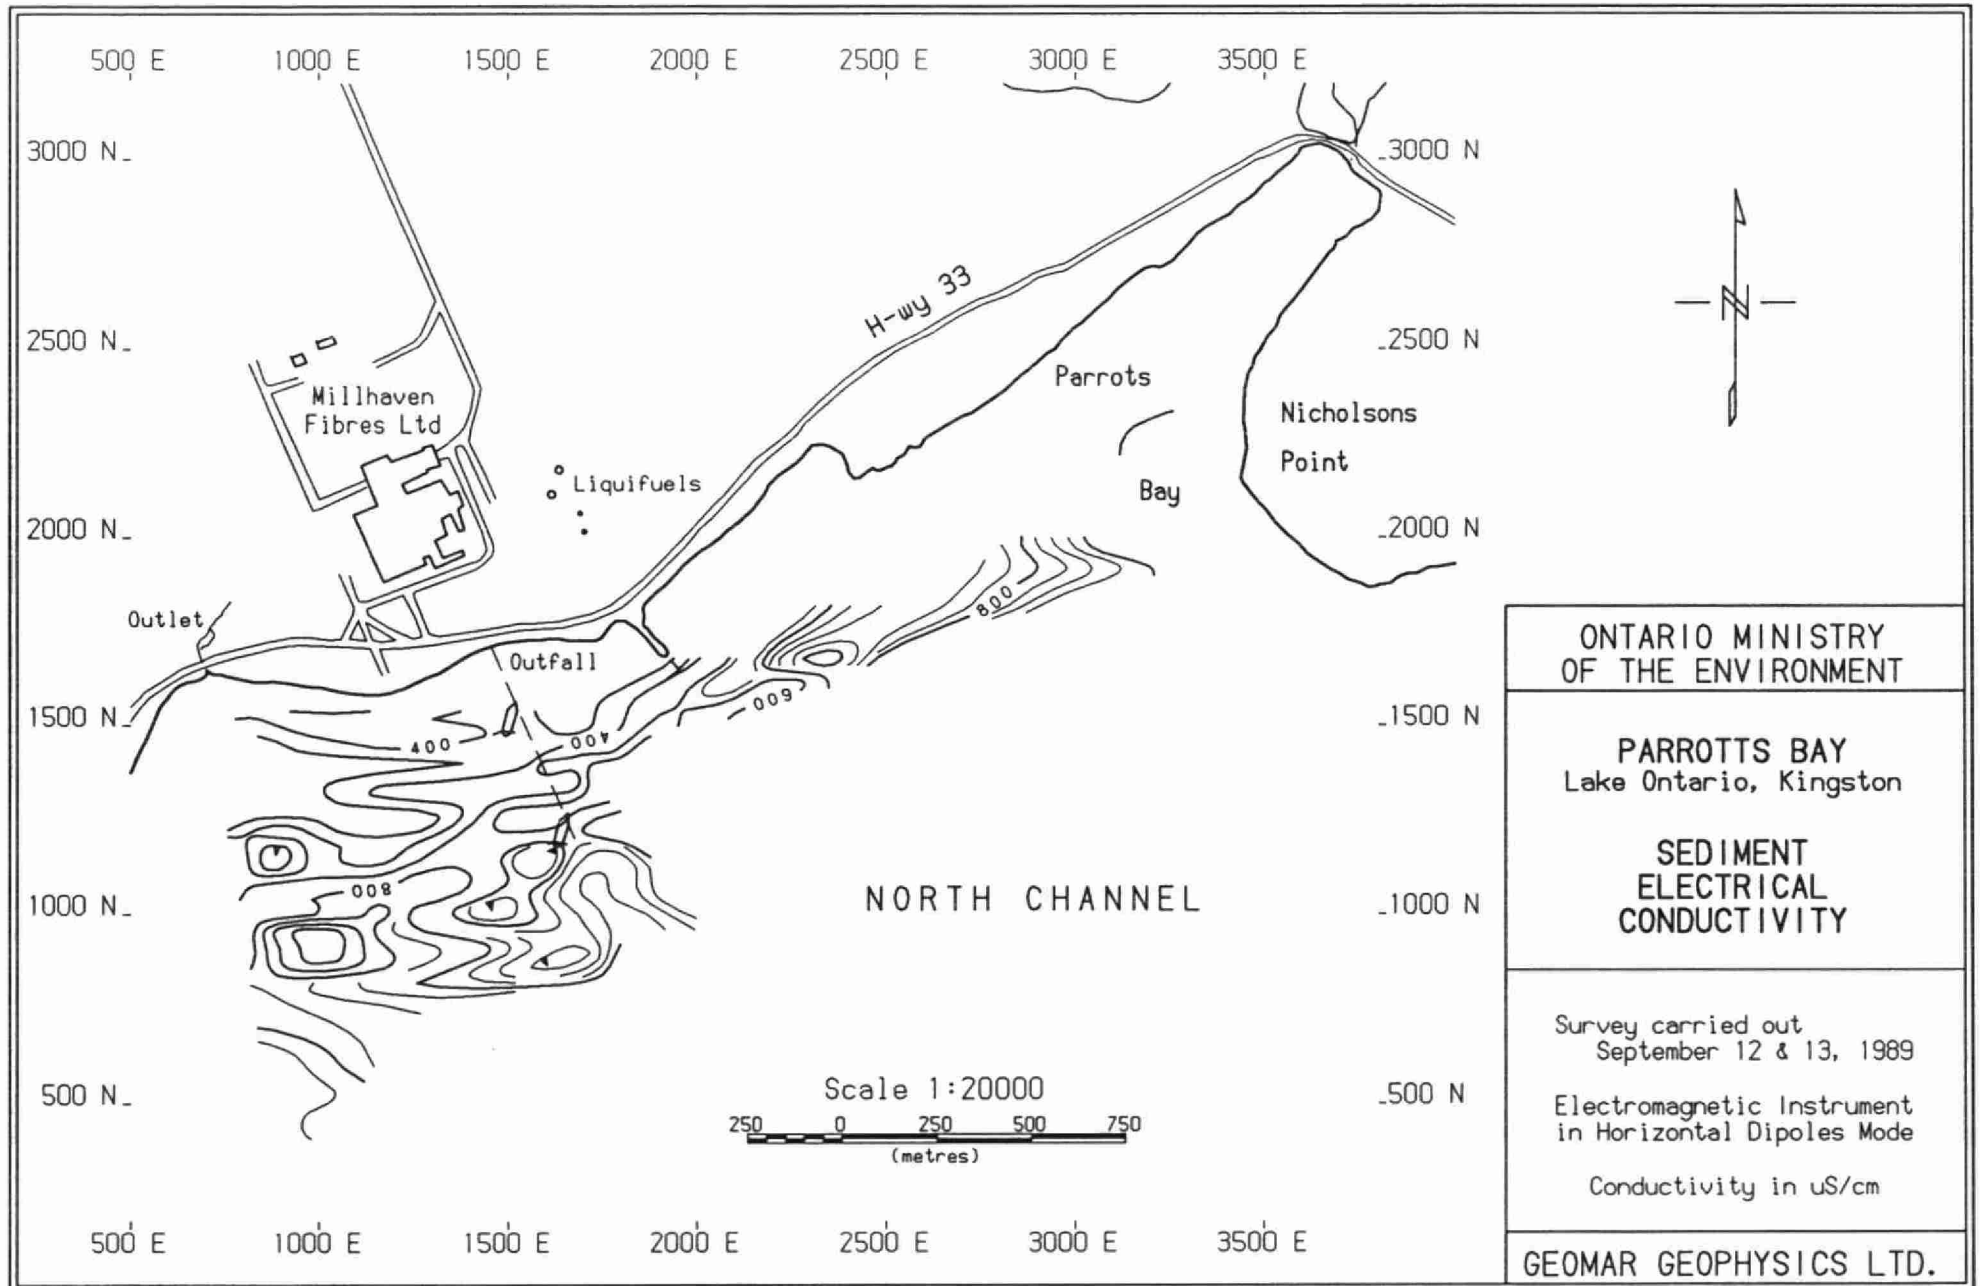 500 E 1000 E 1500 E 2000 E 2500 E 3000 E 3500 E
3000 N 3000 N
2500 N 2500 N
2000 N 2000 N
1500 N 1500 N
1000 N 1000 N
500 N 500 N
H-wy 33
Parrots
Bay
Nicholsons
Point
Millhaven
Fibres Ltd
Liquifuels
Outlet
Outfall
800
600
400
400
800
NORTH CHANNEL
N
Scale 1:20000
250 0 250 500 750
(metres)
500 E 1000 E 1500 E 2000 E 2500 E 3000 E 3500 E
ONTARIO MINISTRY
OF THE ENVIRONMENT
PARROTTS BAY
Lake Ontario, Kingston
SEDIMENT
ELECTRICAL
CONDUCTIVITY
Survey carried out
September 12 & 13, 1989
Electromagnetic Instrument
in Horizontal Dipoles Mode
Conductivity in uS/cm
GEOMAR GEOPHYSICS LTD.